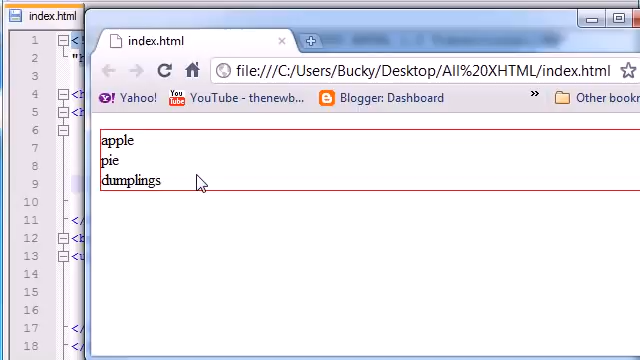 index.html
index.html
file:///C:/Users/Bucky/Desktop/All%20XHTML/index.html
Yahoo!
YouTube - thenewb...
Blogger: Dashboard
»
Other bookr
1 <!
2 "h
3
4 <h
5 <h
6
7
8
9
10
11 </
12 <b
13 <u
14
15
16
17 </
18 </
apple
pie
dumplings